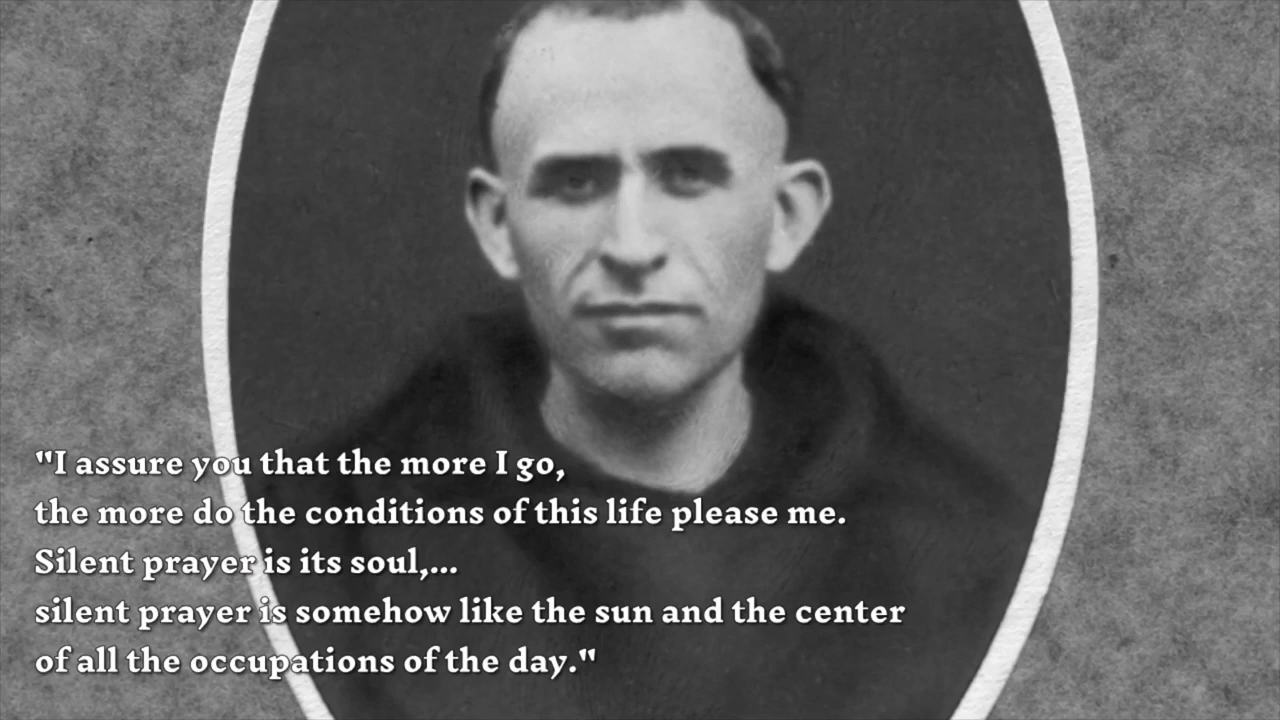 "I assure you that the more I go,
the more do the conditions of this life please me.
Silent prayer is its soul,...
silent prayer is somehow like the sun and the center
of all the occupations of the day."